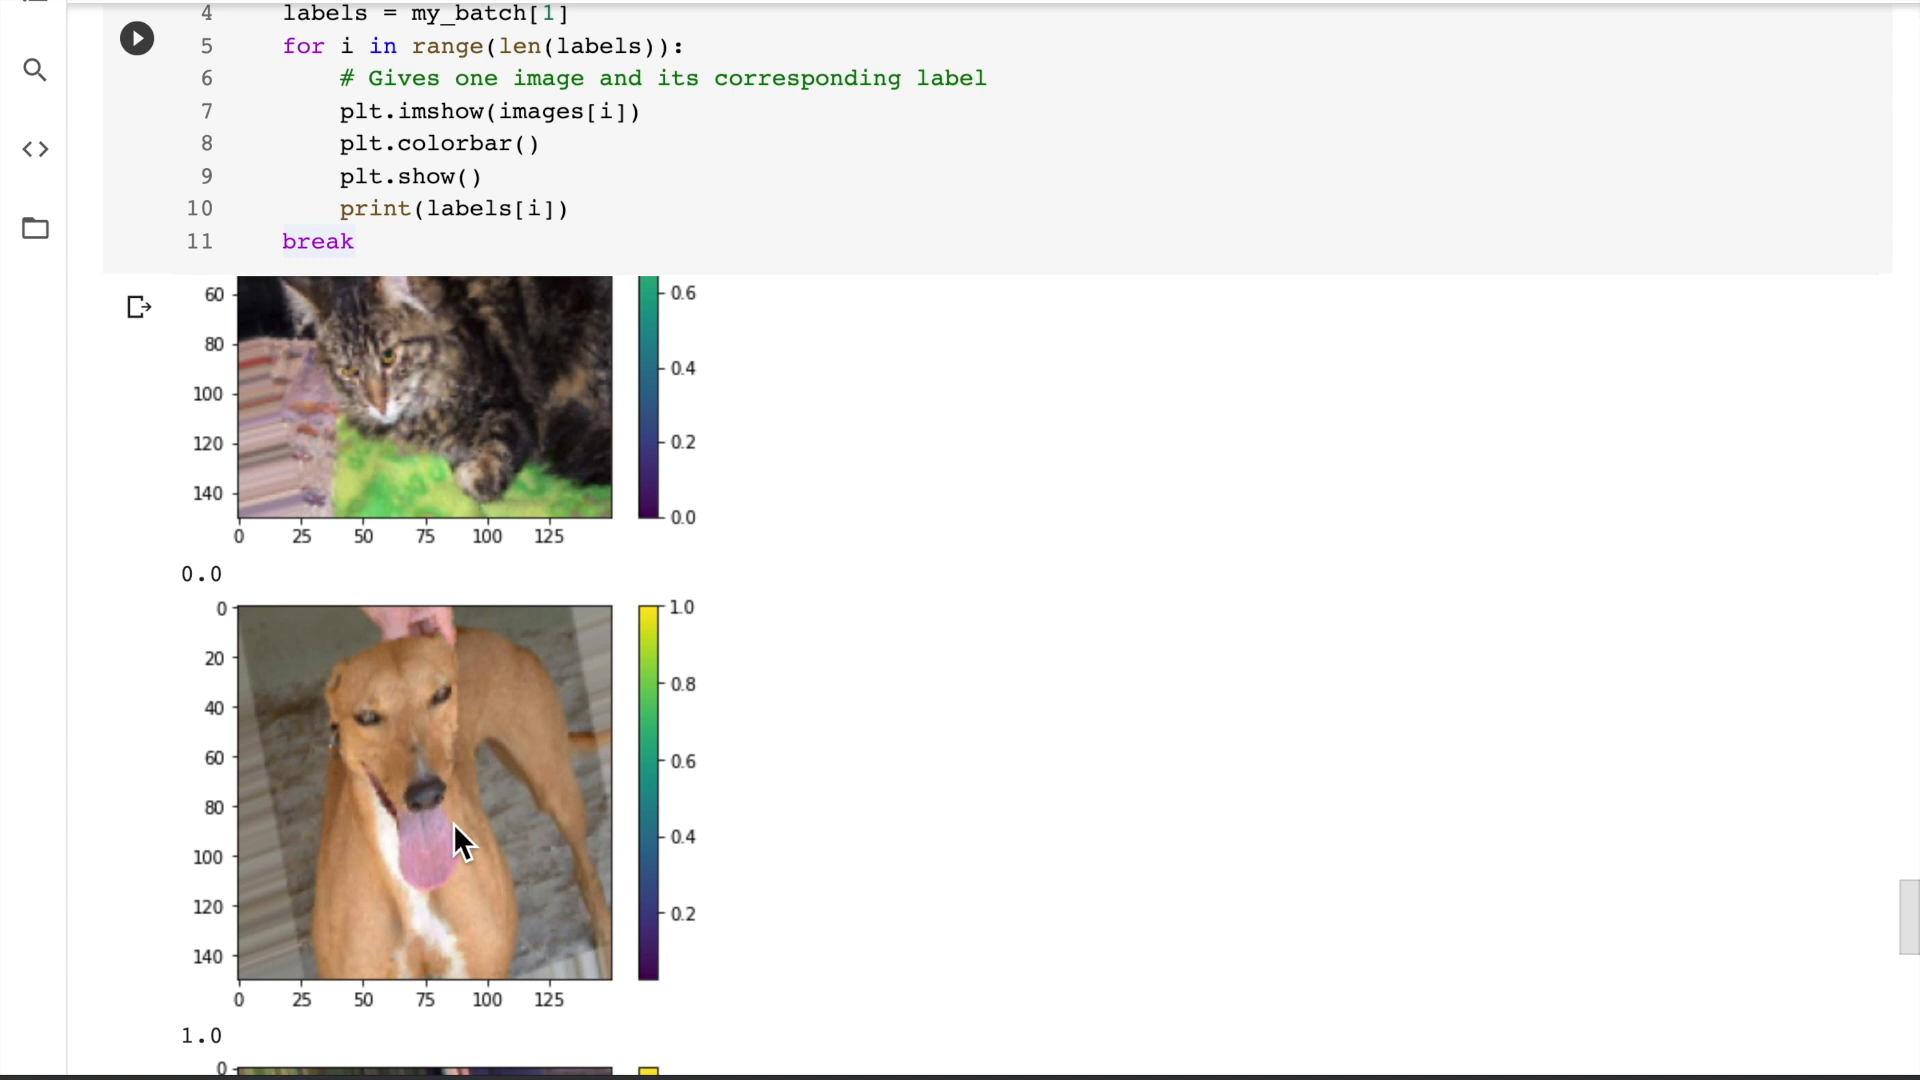 4 labels = my_batch[1]
5 for i in range(len(labels)):
6 # Gives one image and its corresponding label
7 plt.imshow(images[i])
8 plt.colorbar()
9 plt.show()
10 print(labels[i])
11 break
60 0.6
80
0.4
100
120 0.2
140
0.0
0 25 50 75 100 125
0.0
0 1.0
20
0.8
40
60 0.6
80
0.4
100
120 0.2
140
0 25 50 75 100 125
1.0
0